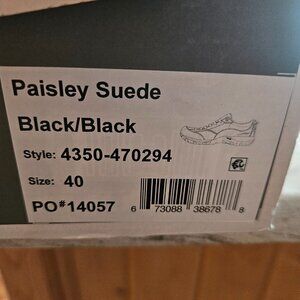 Paisley Suede
Black/Black
Style: 4350-470294
Size: 40
PO#14057
6 73088 38678 8